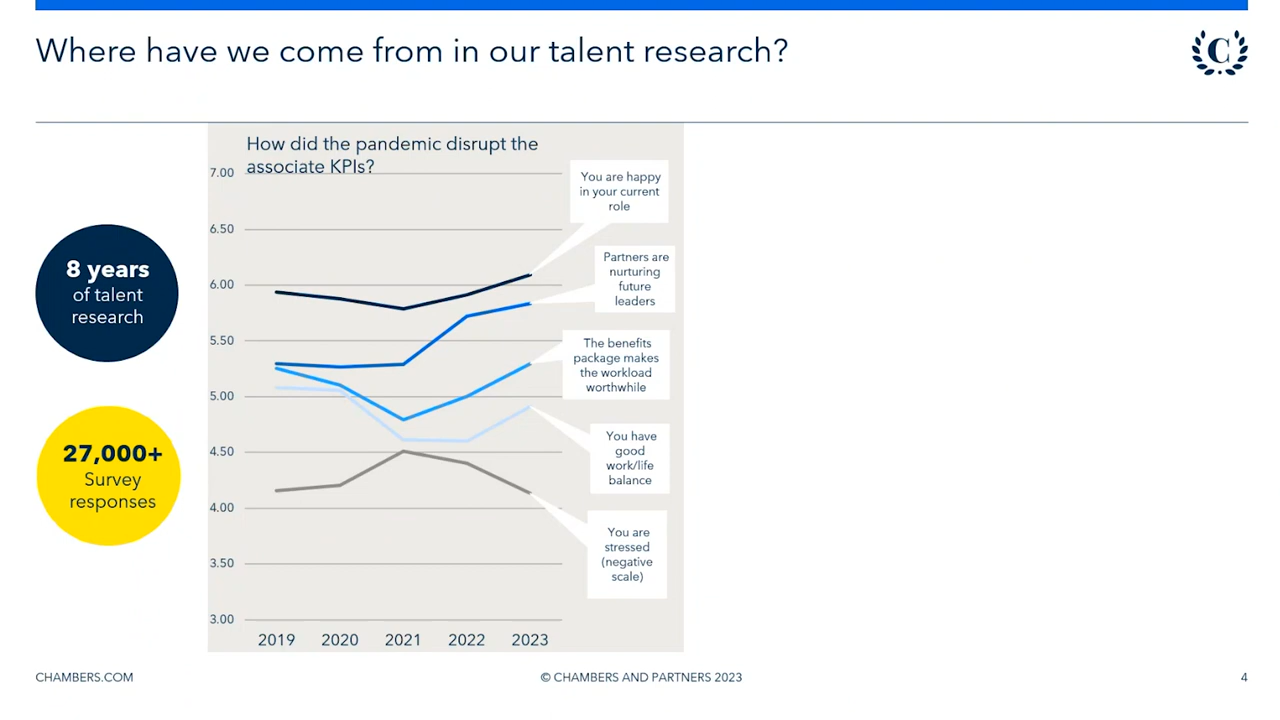 Where have we come from in our talent research?
C
8 years
of talent
research
27,000+
Survey
responses
How did the pandemic disrupt the
associate KPIs?
7.00
6.50
6.00
5.50
5.00
4.50
4.00
3.50
3.00
2019 2020 2021 2022 2023
You are happy
in your current
role
Partners are
nurturing
future
leaders
The benefits
package makes
the workload
worthwhile
You have
good
work/life
balance
You are
stressed
(negative
scale)
CHAMBERS.COM
© CHAMBERS AND PARTNERS 2023
4